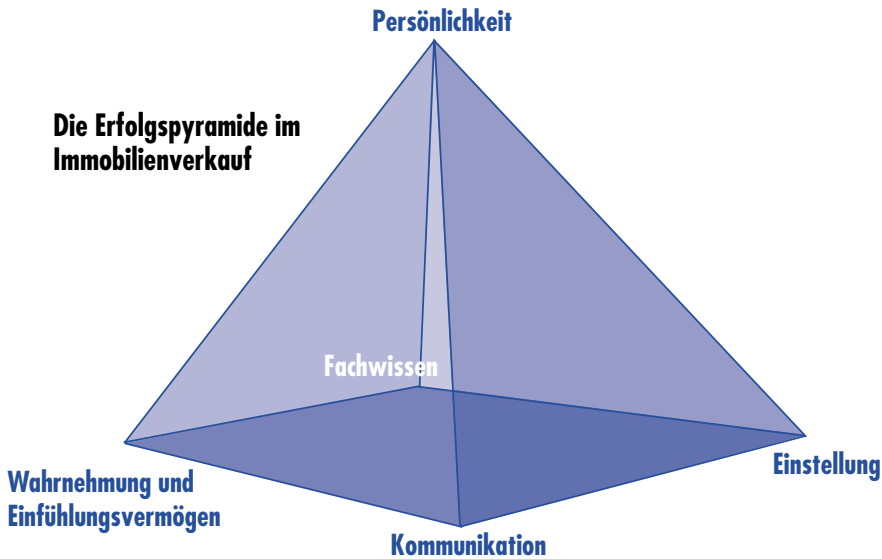 Persönlichkeit
Die Erfolgspyramide im
Immobilienverkauf
Fachwissen
Wahrnehmung und
Einfühlungsvermögen
Einstellung
Kommunikation